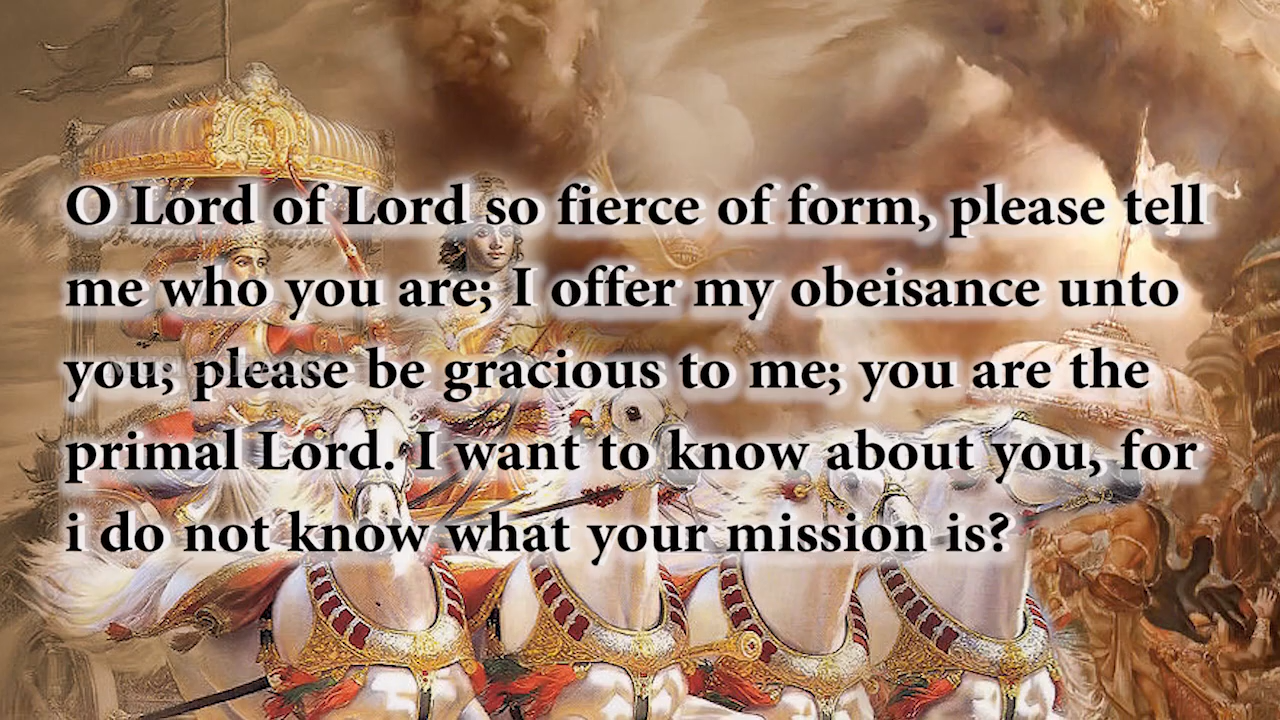 O Lord of Lord so fierce of form, please tell
me who you are; I offer my obeisance unto
you; please be gracious to me; you are the
primal Lord. I want to know about you, for
i do not know what your mission is?